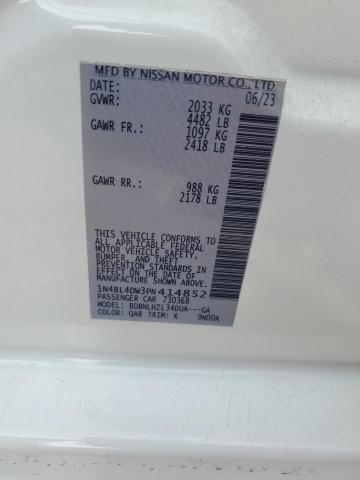 MFD BY NISSAN MOTOR CO., LTD.
DATE: 06/23
GVWR: 2033 KG
4482 LB
GAWR FR.: 1097 KG
2418 LB
GAWR RR.: 988 KG
2178 LB
THIS VEHICLE CONFORMS TO
ALL APPLICABLE FEDERAL
MOTOR VEHICLE SAFETY,
BUMPER, AND THEFT
PREVENTION STANDARDS
IN EFFECT ON THE DATE OF
MANUFACTURE SHOWN ABOVE.
1N4BL4DW3PN414852
PASSENGER CAR 730368
MODEL: BDBNLHZL34DUA---GA
COLOR: QAB TRIM: K 9N00A